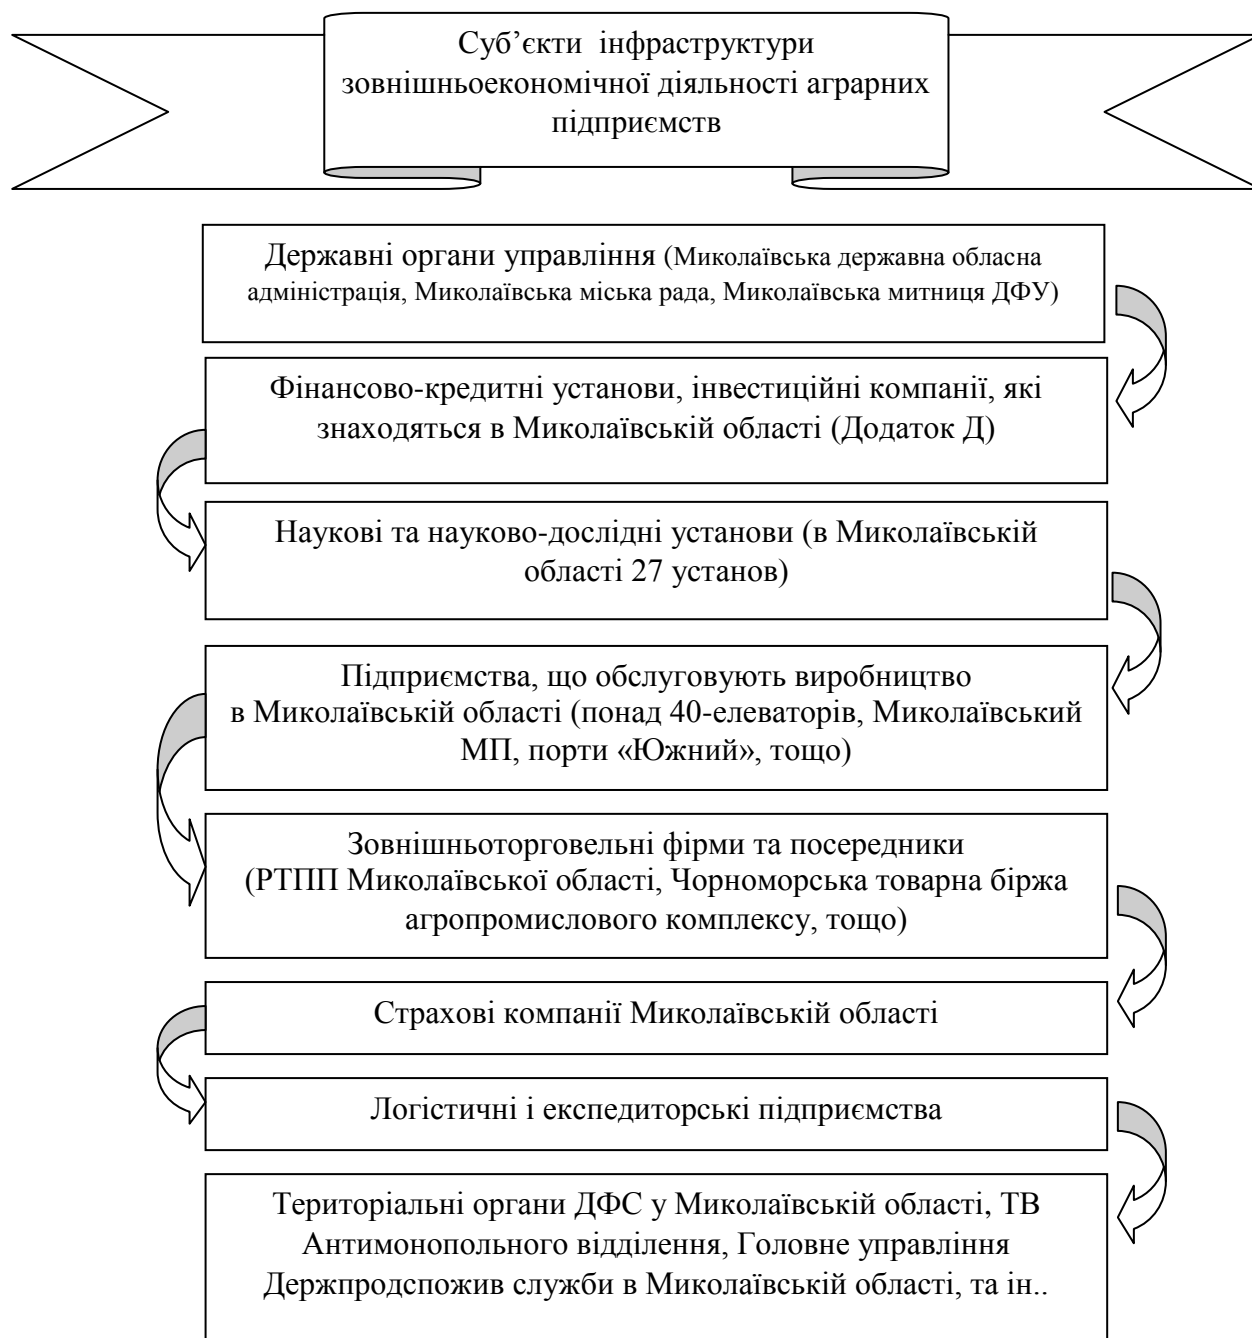 Суб’єкти інфраструктури
зовнішньоекономічної діяльності аграрних
підприємств
Державні органи управління (Миколаївська державна обласна
адміністрація, Миколаївська міська рада, Миколаївська митниця ДФУ)
Фінансово-кредитні установи, інвестиційні компанії, які
знаходяться в Миколаївській області (Додаток Д)
Наукові та науково-дослідні установи (в Миколаївській
області 27 установ)
Підприємства, що обслуговують виробництво
в Миколаївській області (понад 40-елеваторів, Миколаївський
МП, порти «Южний», тощо)
Зовнішньоторговельні фірми та посередники
(РТПП Миколаївської області, Чорноморська товарна біржа
агропромислового комплексу, тощо)
Страхові компанії Миколаївській області
Логістичні і експедиторські підприємства
Територіальні органи ДФС у Миколаївській області, ТВ
Антимонопольного відділення, Головне управління
Держпродспожив служби в Миколаївській області, та ін..